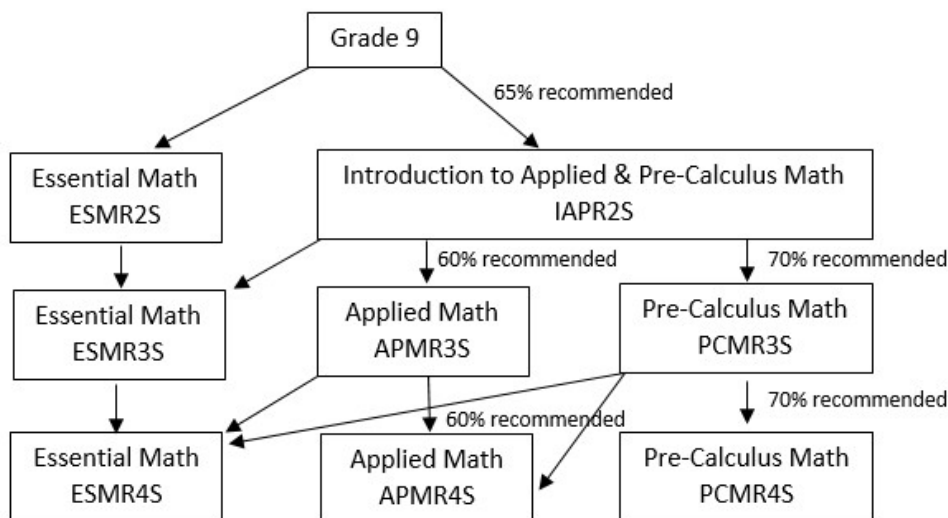 Grade 9
65% recommended
Essential Math
ESMR2S
Introduction to Applied & Pre-Calculus Math
IAPR2S
60% recommended
70% recommended
Essential Math
ESMR3S
Applied Math
APMR3S
Pre-Calculus Math
PCMR3S
60% recommended
70% recommended
Essential Math
ESMR4S
Applied Math
APMR4S
Pre-Calculus Math
PCMR4S